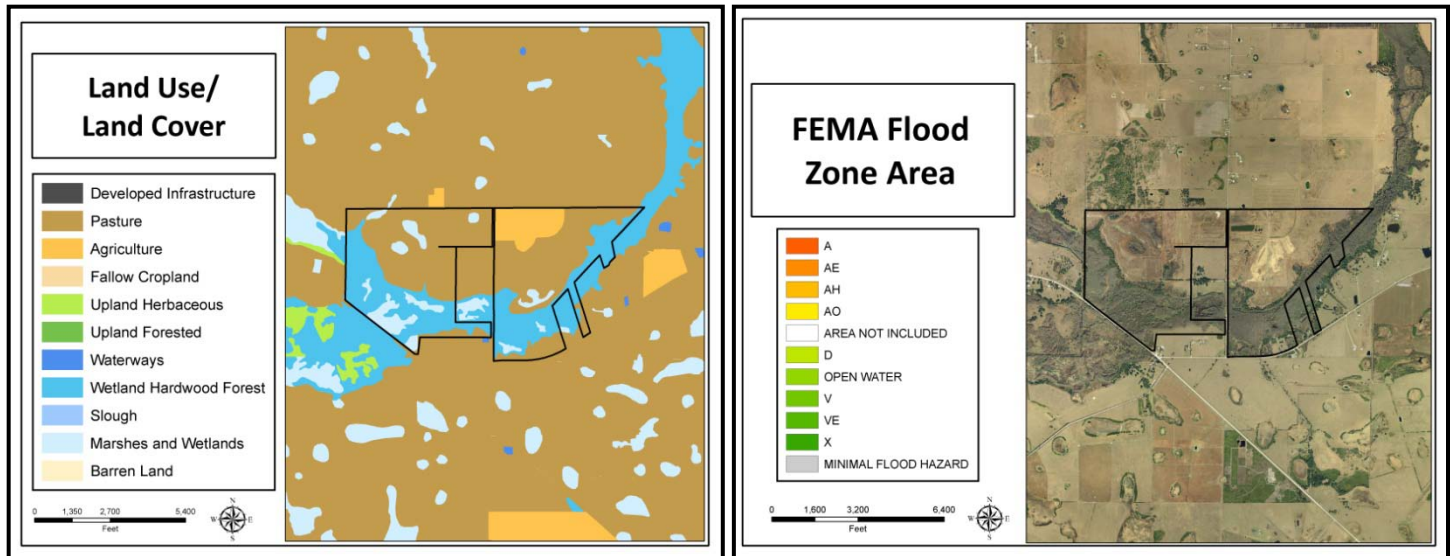 Land Use/
Land Cover
Developed Infrastructure
Pasture
Agriculture
Fallow Cropland
Upland Herbaceous
Upland Forested
Waterways
Wetland Hardwood Forest
Slough
Marshes and Wetlands
Barren Land
0 1,350 2,700 5,400
Feet
N
W E
S
FEMA Flood
Zone Area
A
AE
AH
AO
AREA NOT INCLUDED
D
OPEN WATER
V
VE
X
MINIMAL FLOOD HAZARD
0 1,600 3,200 6,400
Feet
N
W E
S